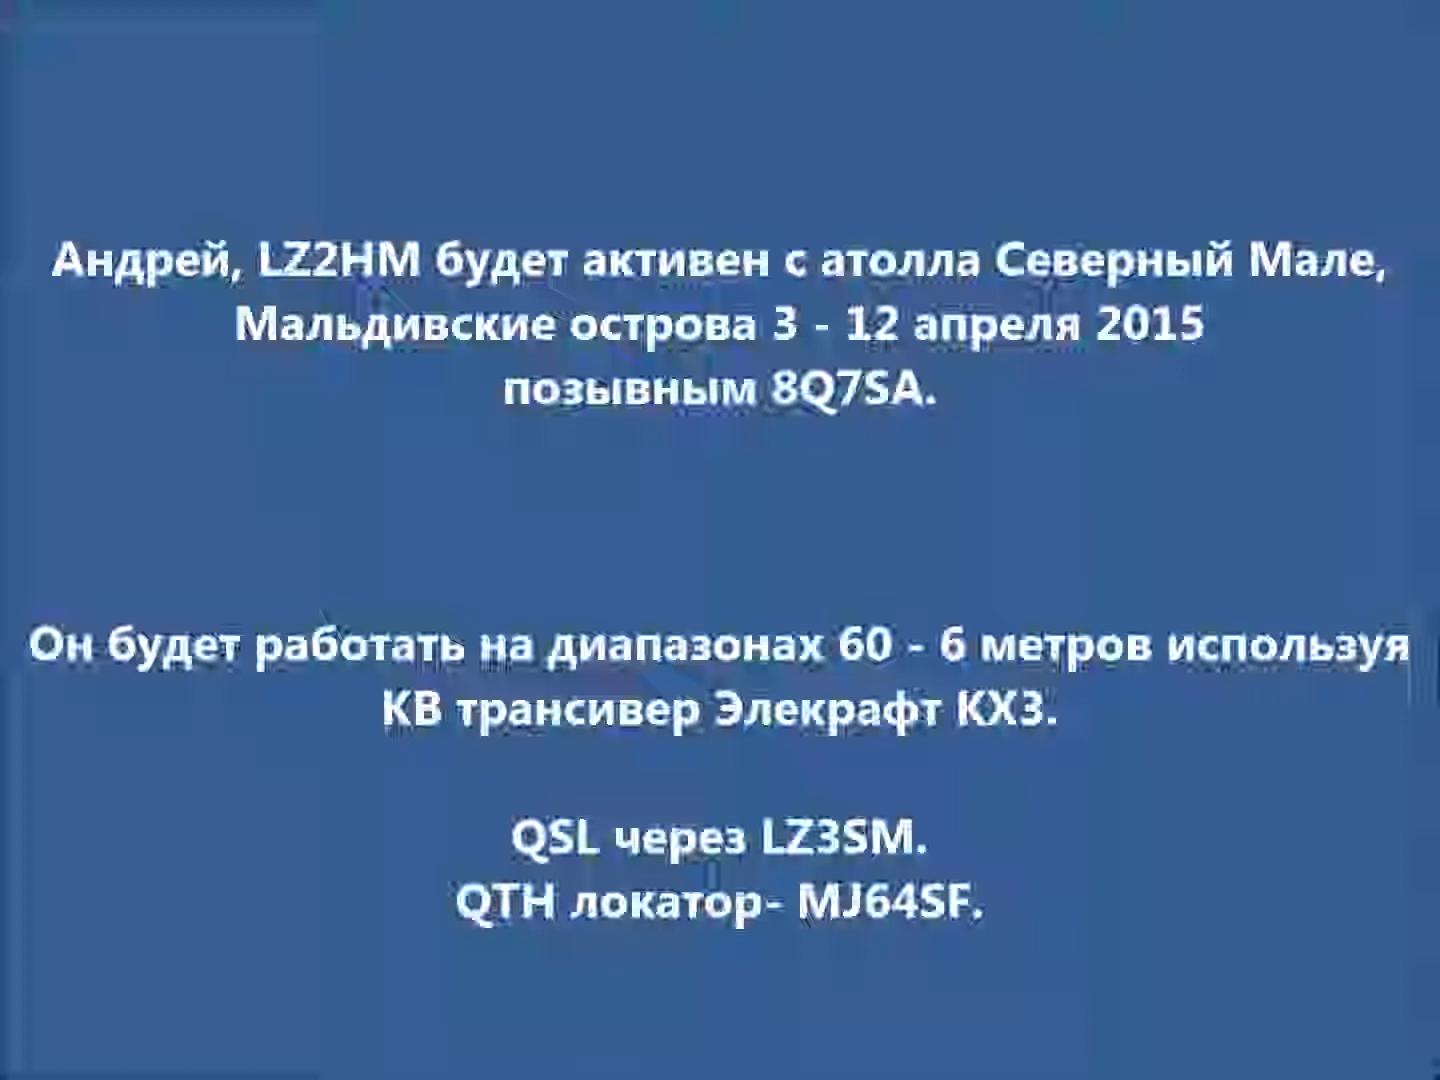 Андрей, LZ2HM будет активен с атолла Северный Мале,
Мальдивские острова 3 - 12 апреля 2015
позывным 8Q7SA.
Он будет работать на диапазонах 60 - 6 метров используя
КВ трансивер Элекрафт КХ3.
QSL через LZ3SM.
QTH локатор- MJ64SF.